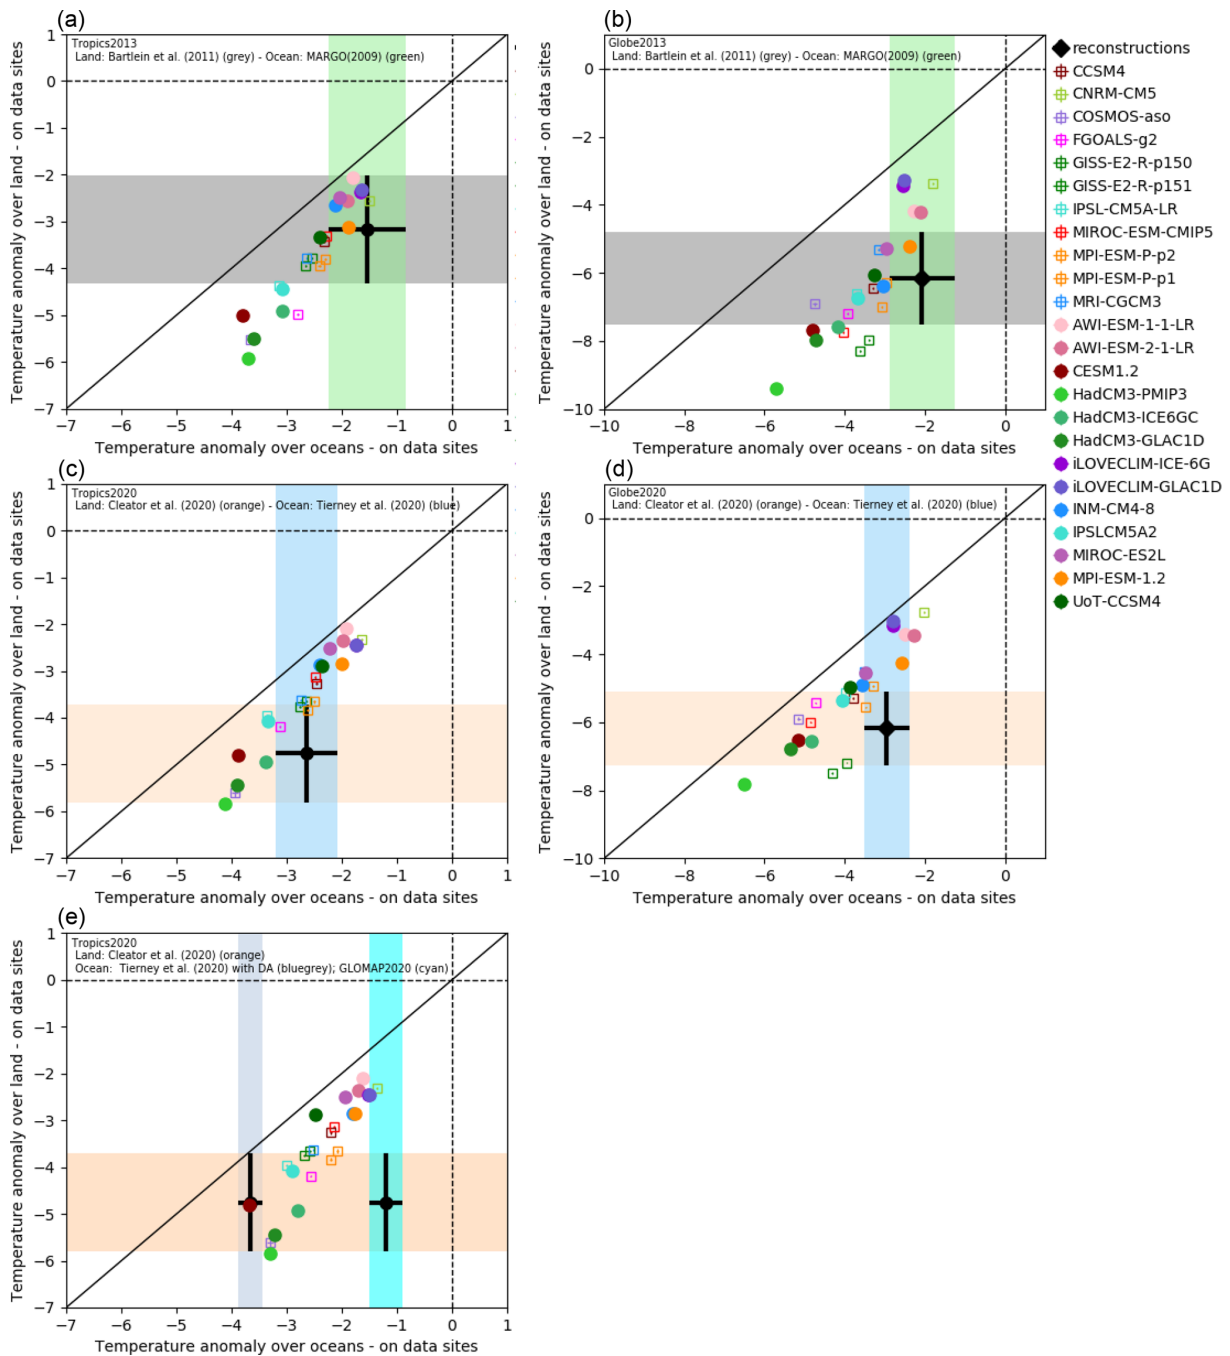 (a)
Tropics2013
Land: Bartlein et al. (2011) (grey) - Ocean: MARGO(2009) (green)
1
0
−1
−2
−3
−4
−5
−6
−7
Temperature anomaly over land - on data sites
−7 −6 −5 −4 −3 −2 −1 0 1
Temperature anomaly over oceans - on data sites
(b)
Globe2013
Land: Bartlein et al. (2011) (grey) - Ocean: MARGO(2009) (green)
0
−2
−4
−6
−8
−10
Temperature anomaly over land - on data sites
−10 −8 −6 −4 −2 0
Temperature anomaly over oceans - on data sites
reconstructions
CCSM4
CNRM-CM5
COSMOS-aso
FGOALS-g2
GISS-E2-R-p150
GISS-E2-R-p151
IPSL-CM5A-LR
MIROC-ESM-CMIP5
MPI-ESM-P-p2
MPI-ESM-P-p1
MRI-CGCM3
AWI-ESM-1-1-LR
AWI-ESM-2-1-LR
CESM1.2
HadCM3-PMIP3
HadCM3-ICE6GC
HadCM3-GLAC1D
iLOVECLIM-ICE-6G
iLOVECLIM-GLAC1D
INM-CM4-8
IPSLCM5A2
MIROC-ES2L
MPI-ESM-1.2
UoT-CCSM4
(c)
Tropics2020
Land: Cleator et al. (2020) (orange) - Ocean: Tierney et al. (2020) (blue)
1
0
−1
−2
−3
−4
−5
−6
−7
Temperature anomaly over land - on data sites
−7 −6 −5 −4 −3 −2 −1 0 1
Temperature anomaly over oceans - on data sites
(d)
Globe2020
Land: Cleator et al. (2020) (orange) - Ocean: Tierney et al. (2020) (blue)
0
−2
−4
−6
−8
−10
Temperature anomaly over land - on data sites
−10 −8 −6 −4 −2 0
Temperature anomaly over oceans - on data sites
(e)
Tropics2020
Land: Cleator et al. (2020) (orange)
Ocean: Tierney et al. (2020) with DA (bluegrey); GLOMAP2020 (cyan)
1
0
−1
−2
−3
−4
−5
−6
−7
Temperature anomaly over land - on data sites
−7 −6 −5 −4 −3 −2 −1 0 1
Temperature anomaly over oceans - on data sites